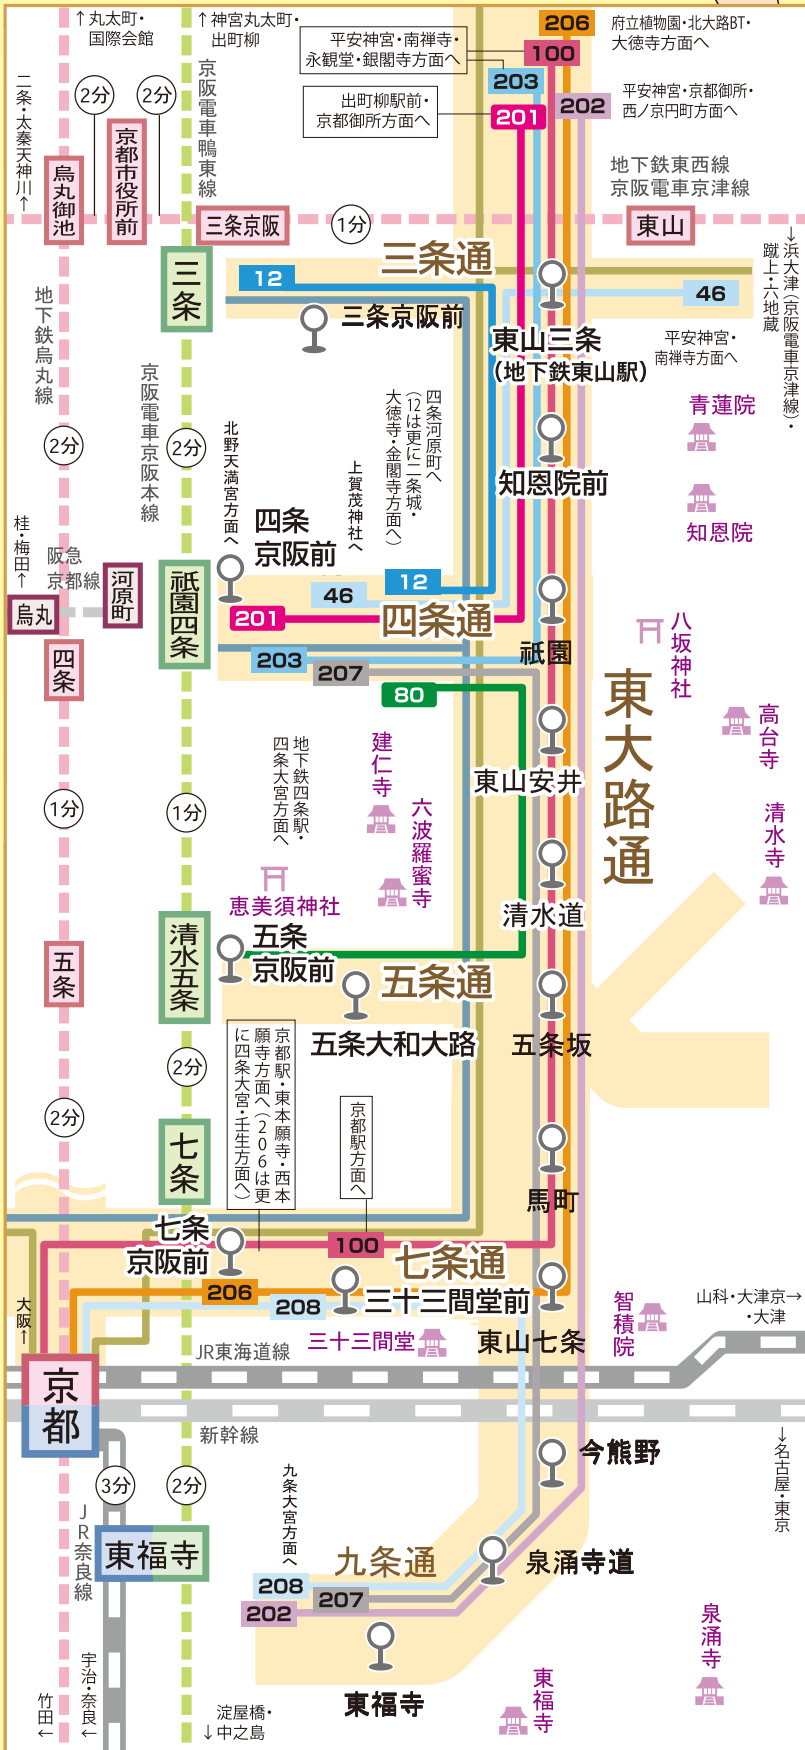 ↑丸太町・
国際会館
↑神宮丸太町・
出町柳
206
府立植物園・北大路BT・
大徳寺方面へ
平安神宮・南禅寺・
永観堂・銀閣寺方面へ
100
203
出町柳駅前・
京都御所方面へ
201
202
平安神宮・京都御所・
西ノ京円町方面へ
二条・太秦天神川↑
2分
2分
京阪電車鴨東線
烏丸御池
京都市役所前
地下鉄東西線
京阪電車京津線
三条京阪
1分
東山
→浜大津(京阪電車京津線)・
蹴上・六地蔵
三条
三条通
12
46
三条京阪前
東山三条
(地下鉄東山駅)
平安神宮・
南禅寺方面へ
地下鉄烏丸線
京阪電車京阪本線
2分
2分
青蓮院
知恩院前
知恩院
四条河原町へ
(12は更に二条城・
大徳寺・金閣寺方面へ)
上賀茂神社へ
北野天満宮方面へ
四条
京阪前
桂・梅田↑
阪急
京都線
烏丸
河原町
祇園四条
12
46
201
四条通
祇園
八坂神社
四条
203
207
80
東大路通
高台寺
東山安井
建仁寺
地下鉄四条駅・
四条大宮方面へ
六波羅蜜寺
1分
1分
清水寺
清水道
恵美須神社
五条
清水五条
五条
京阪前
五条通
五条大和大路
五条坂
2分
2分
京都駅・東本願寺・西本
願寺方面へ(206は更
に四条大宮・壬生方面へ)
京都駅方面へ
七条
馬町
七条
京阪前
100
七条通
206
208
三十三間堂前
大阪↑
三十三間堂
東山七条
智積院
山科・大津京→
・大津
JR東海道線
京都
新幹線
今熊野
→名古屋・東京
3分
2分
JR奈良線
九条大宮方面へ
東福寺
九条通
泉涌寺道
208
207
202
東福寺
泉涌寺
東福寺
竹田←
宇治・奈良←
淀屋橋・
↓中之島